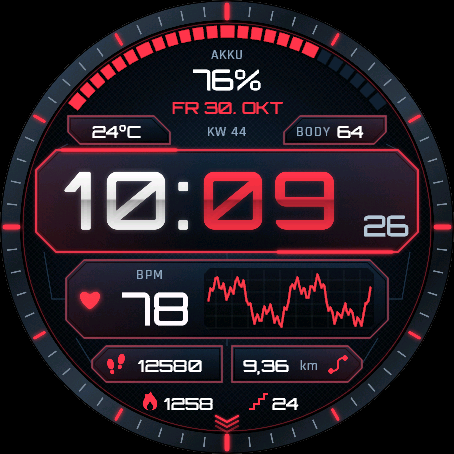 AKKU
76%
FR 30. OKT
24°C KW 44 BODY 64
10:09 26
BPM
78
12580 9,36 km
1258 24